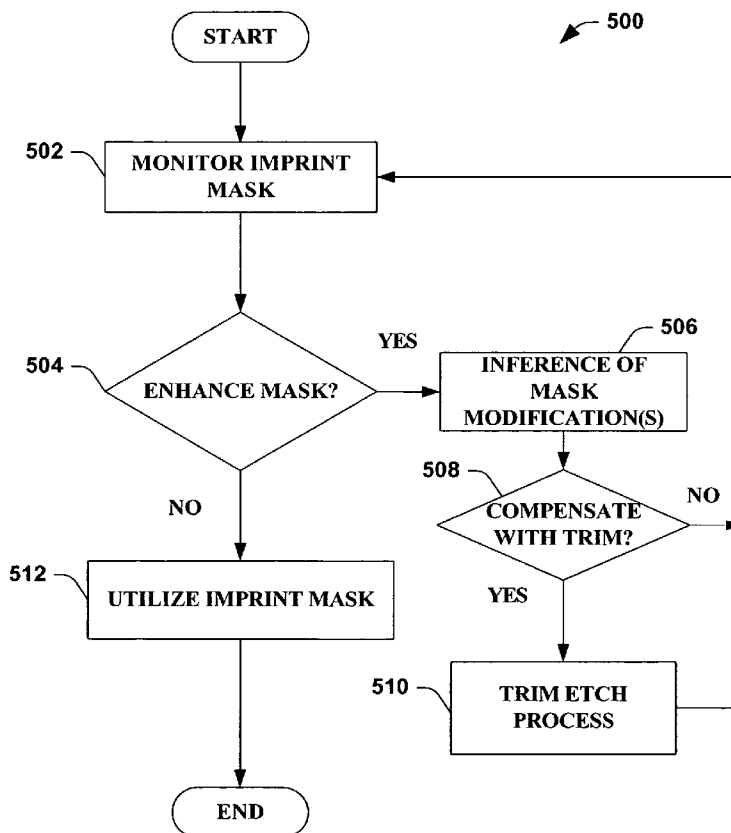 START
500
502
MONITOR IMPRINT
MASK
504
ENHANCE MASK?
YES
506
INFERENCE OF
MASK
MODIFICATION(S)
508
COMPENSATE
WITH TRIM?
NO
NO
512
UTILIZE IMPRINT MASK
YES
510
TRIM ETCH
PROCESS
END